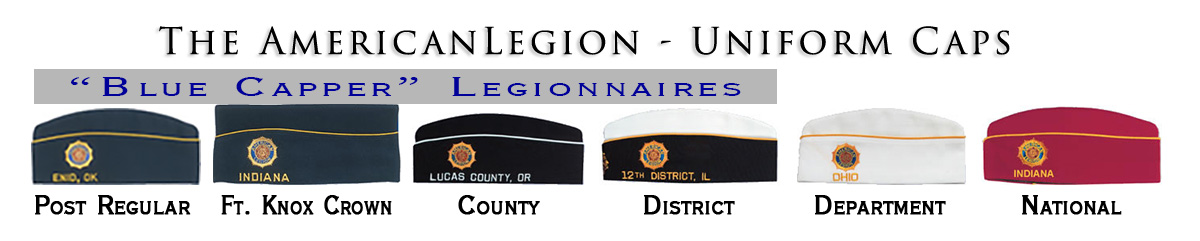 The AmericanLegion - Uniform Caps
“Blue Capper” Legionnaires
ENID, OK
INDIANA
LUCAS COUNTY, OR
12TH DISTRICT, IL
OHIO
INDIANA
Post Regular
Ft. Knox Crown
County
District
Department
National